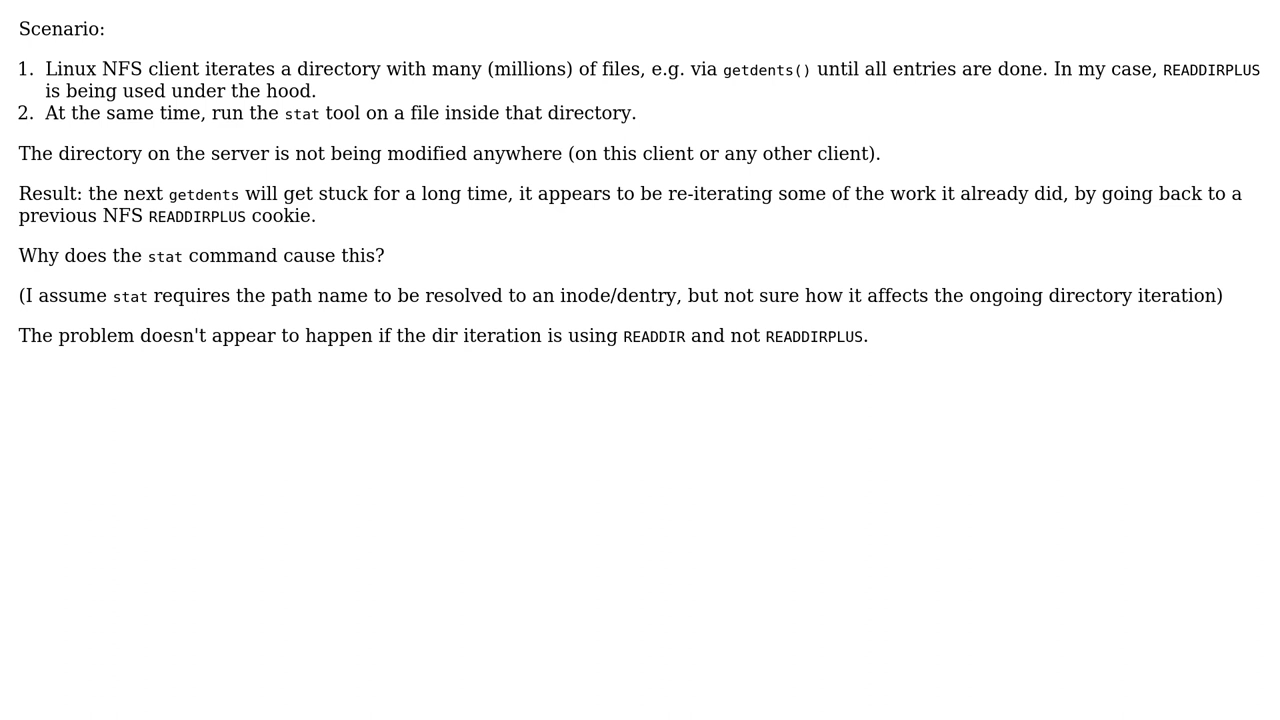 Scenario:
1. Linux NFS client iterates a directory with many (millions) of files, e.g. via getdents() until all entries are done. In my case, READDIRPLUS
is being used under the hood.
2. At the same time, run the stat tool on a file inside that directory.
The directory on the server is not being modified anywhere (on this client or any other client).
Result: the next getdents will get stuck for a long time, it appears to be re-iterating some of the work it already did, by going back to a
previous NFS READDIRPLUS cookie.
Why does the stat command cause this?
(I assume stat requires the path name to be resolved to an inode/dentry, but not sure how it affects the ongoing directory iteration)
The problem doesn't appear to happen if the dir iteration is using READDIR and not READDIRPLUS.